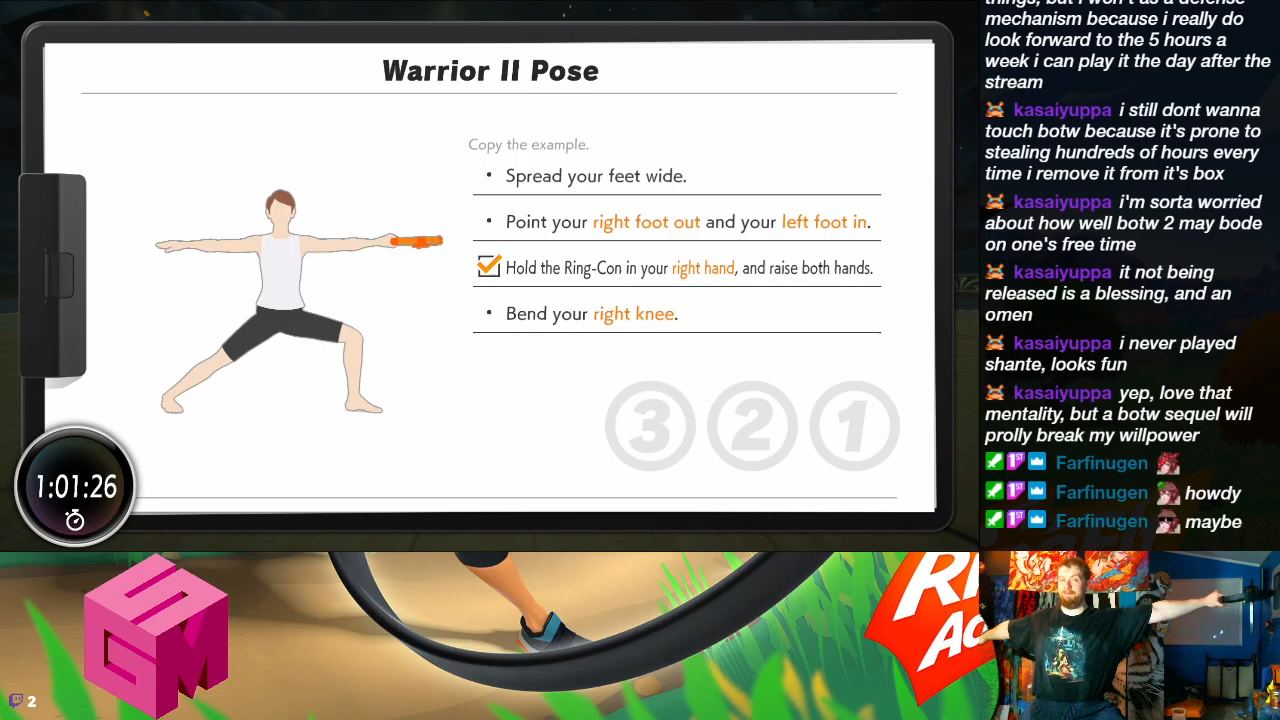 Warrior II Pose
Copy the example.
• Spread your feet wide.
• Point your right foot out and your left foot in.
Hold the Ring-Con in your right hand, and raise both hands.
• Bend your right knee.
3 2 1
1:01:26
SGM
2
mechanism because i really do
look forward to the 5 hours a
week i can play it the day after the
stream
kasaiyuppa i still dont wanna
touch botw because it's prone to
stealing hundreds of hours every
time i remove it from it's box
kasaiyuppa i'm sorta worried
about how well botw 2 may bode
on one's free time
kasaiyuppa it not being
released is a blessing, and an
omen
kasaiyuppa i never played
shante, looks fun
kasaiyuppa yep, love that
mentality, but a botw sequel will
prolly break my willpower
1ST Farfinugen
1ST Farfinugen howdy
1ST Farfinugen maybe